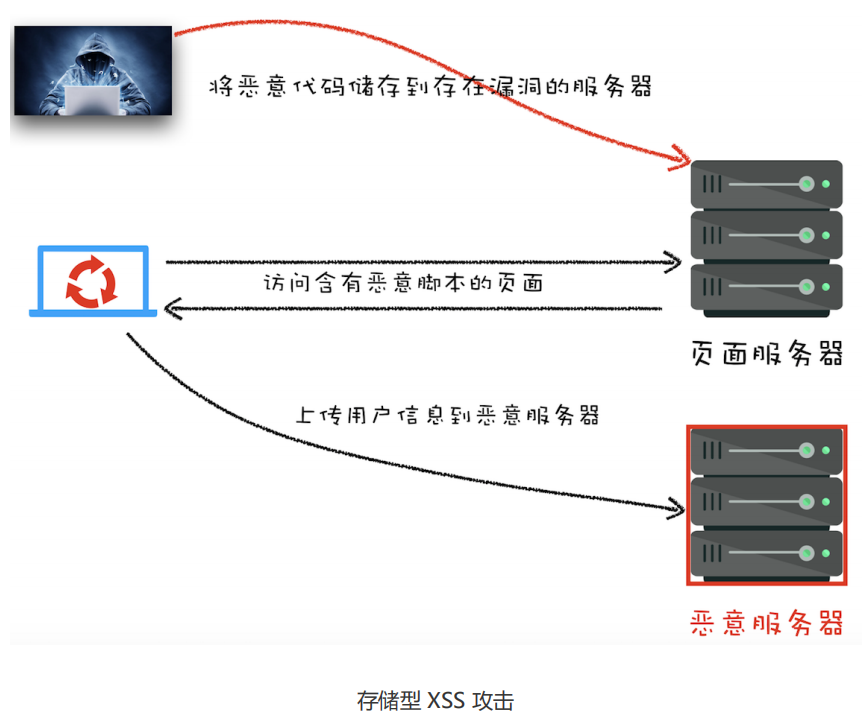 将恶意代码储存到存在漏洞的服务器
访问含有恶意脚本的页面
页面服务器
上传用户信息到恶意服务器
恶意服务器
存储型 XSS 攻击